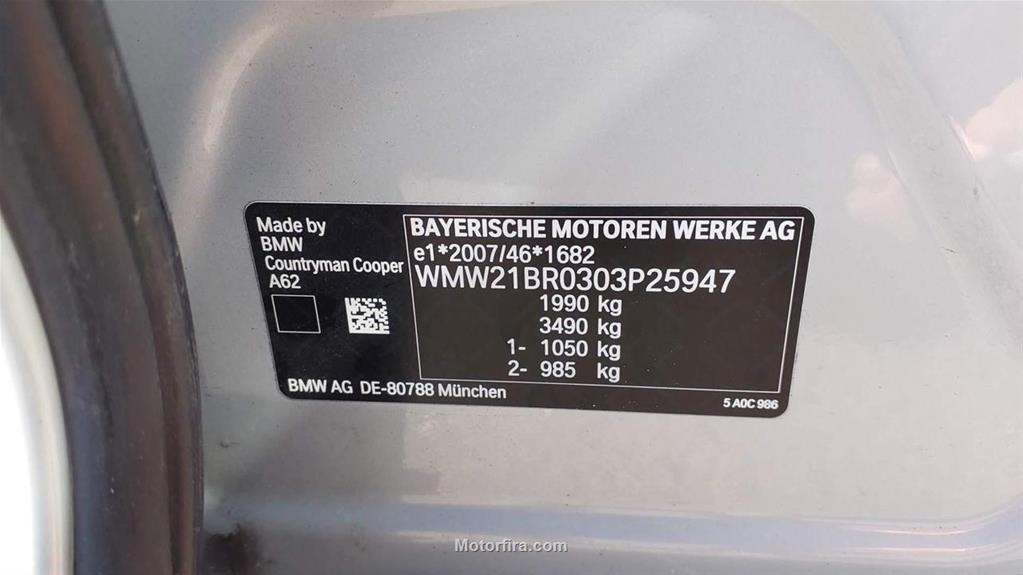 Made by
BMW
Countryman Cooper
A62
BMW AG DE-80788 München
BAYERISCHE MOTOREN WERKE AG
e1*2007/46*1682
WMW21BR0303P25947
1990 kg
3490 kg
1- 1050 kg
2- 985 kg
5 A0C 986
Motorfira.com